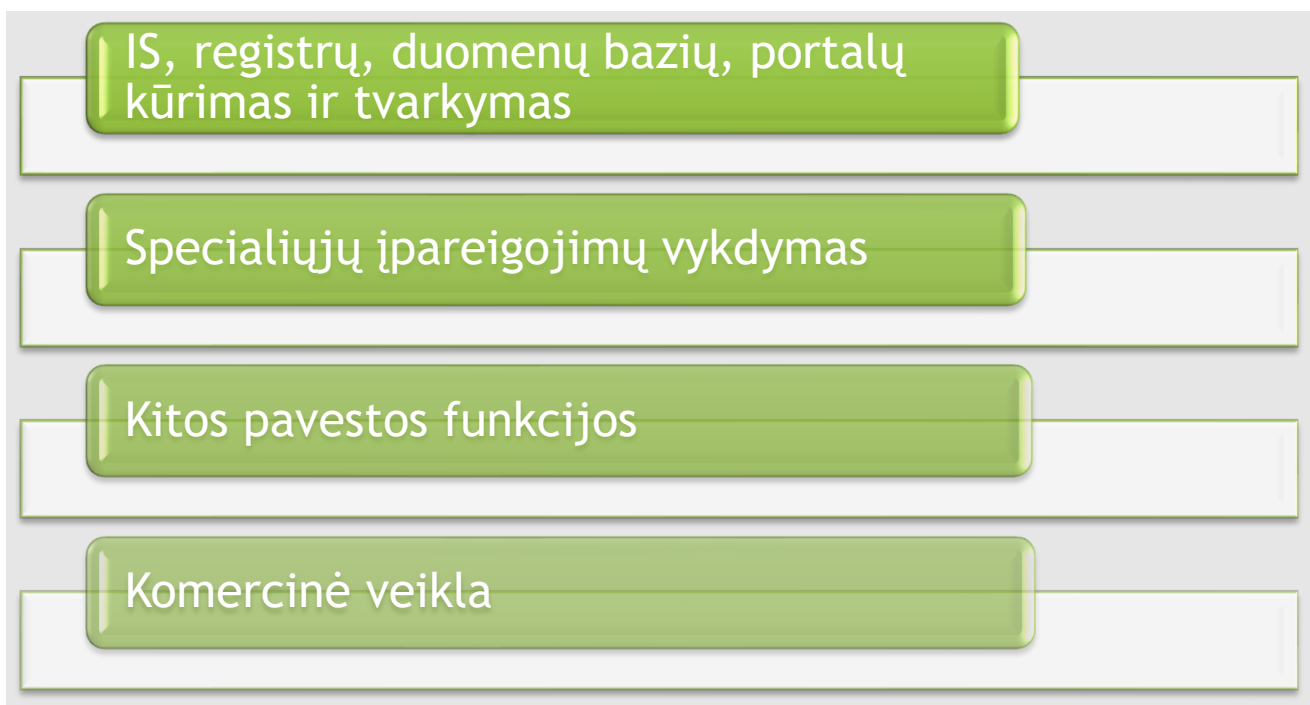 IS, registrų, duomenų bazių, portalų
kūrimas ir tvarkymas
Specialiųjų įpareigojimų vykdymas
Kitos pavestos funkcijos
Komercinė veikla